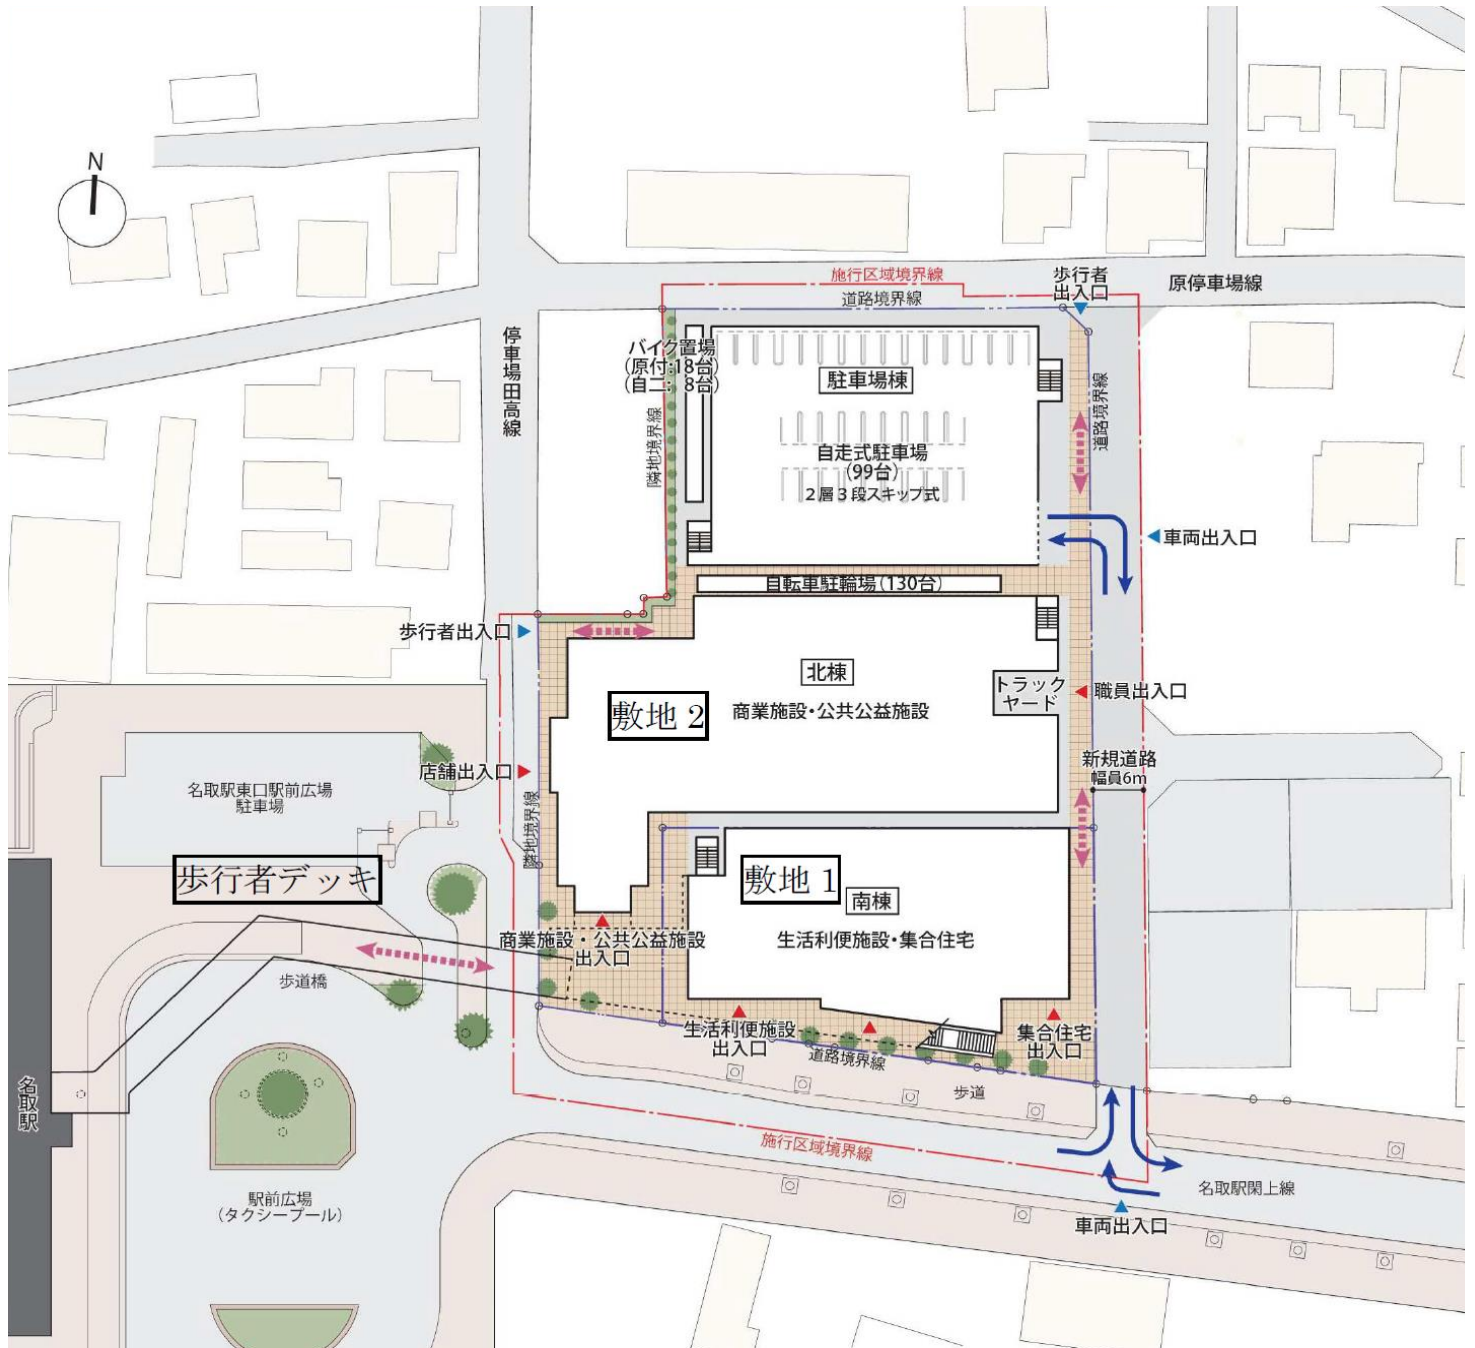 N
施行区域境界線
道路境界線
歩行者
出入口
原停車場線
停車場田高線
バイク置場
(原付:18台)
(自二: 8台)
隣地境界線
駐車場棟
自走式駐車場
(99台)
2層3段スキップ式
道路境界線
車両出入口
自転車駐輪場(130台)
歩行者出入口
北棟
敷地 2
商業施設・公共公益施設
トラック
ヤード
職員出入口
店舗出入口
新規道路
幅員6m
名取駅東口駅前広場
駐車場
隣地境界線
歩行者デッキ
敷地 1
南棟
生活利便施設・集合住宅
商業施設・公共公益施設
出入口
歩道橋
生活利便施設
出入口
集合住宅
出入口
道路境界線
歩道
名取駅
施行区域境界線
駅前広場
(タクシープール)
名取駅閖上線
車両出入口